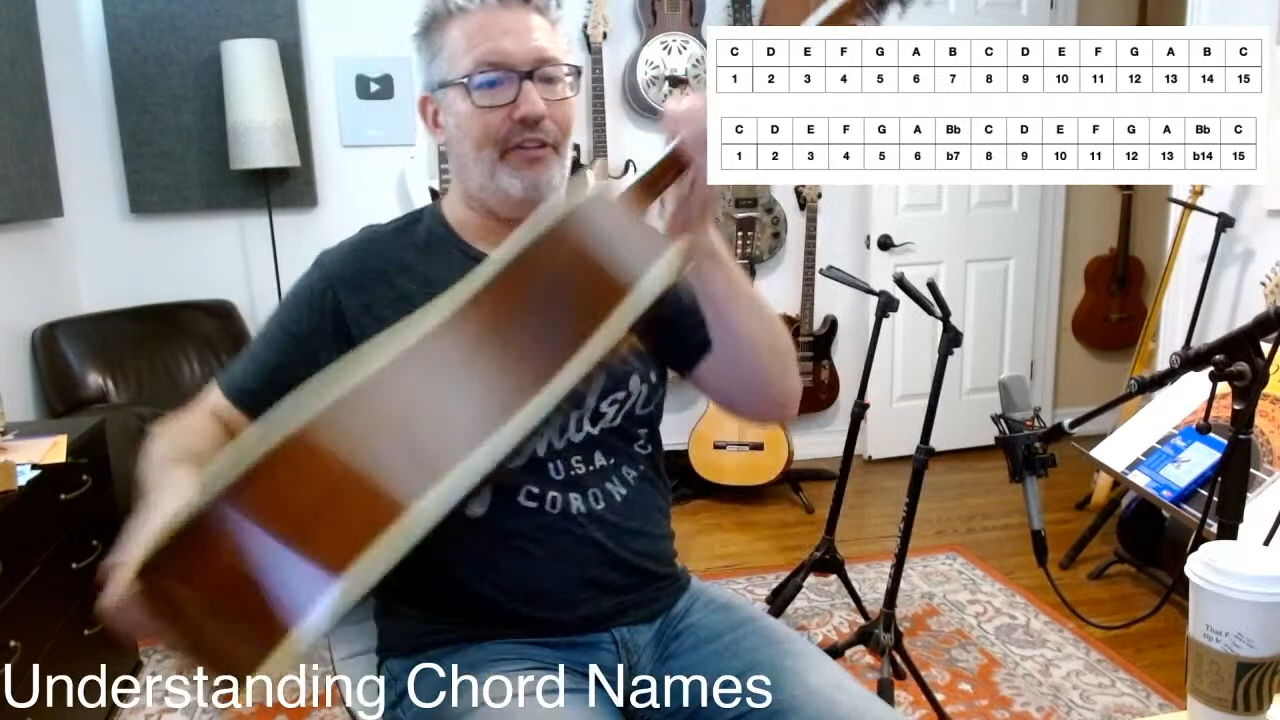 C D E F G A B C D E F G A B C
1 2 3 4 5 6 7 8 9 10 11 12 13 14 15
C D E F G A Bb C D E F G A Bb C
1 2 3 4 5 6 b7 8 9 10 11 12 13 b14 15
U.S.A.
CORONA,
That
Understanding Chord Names